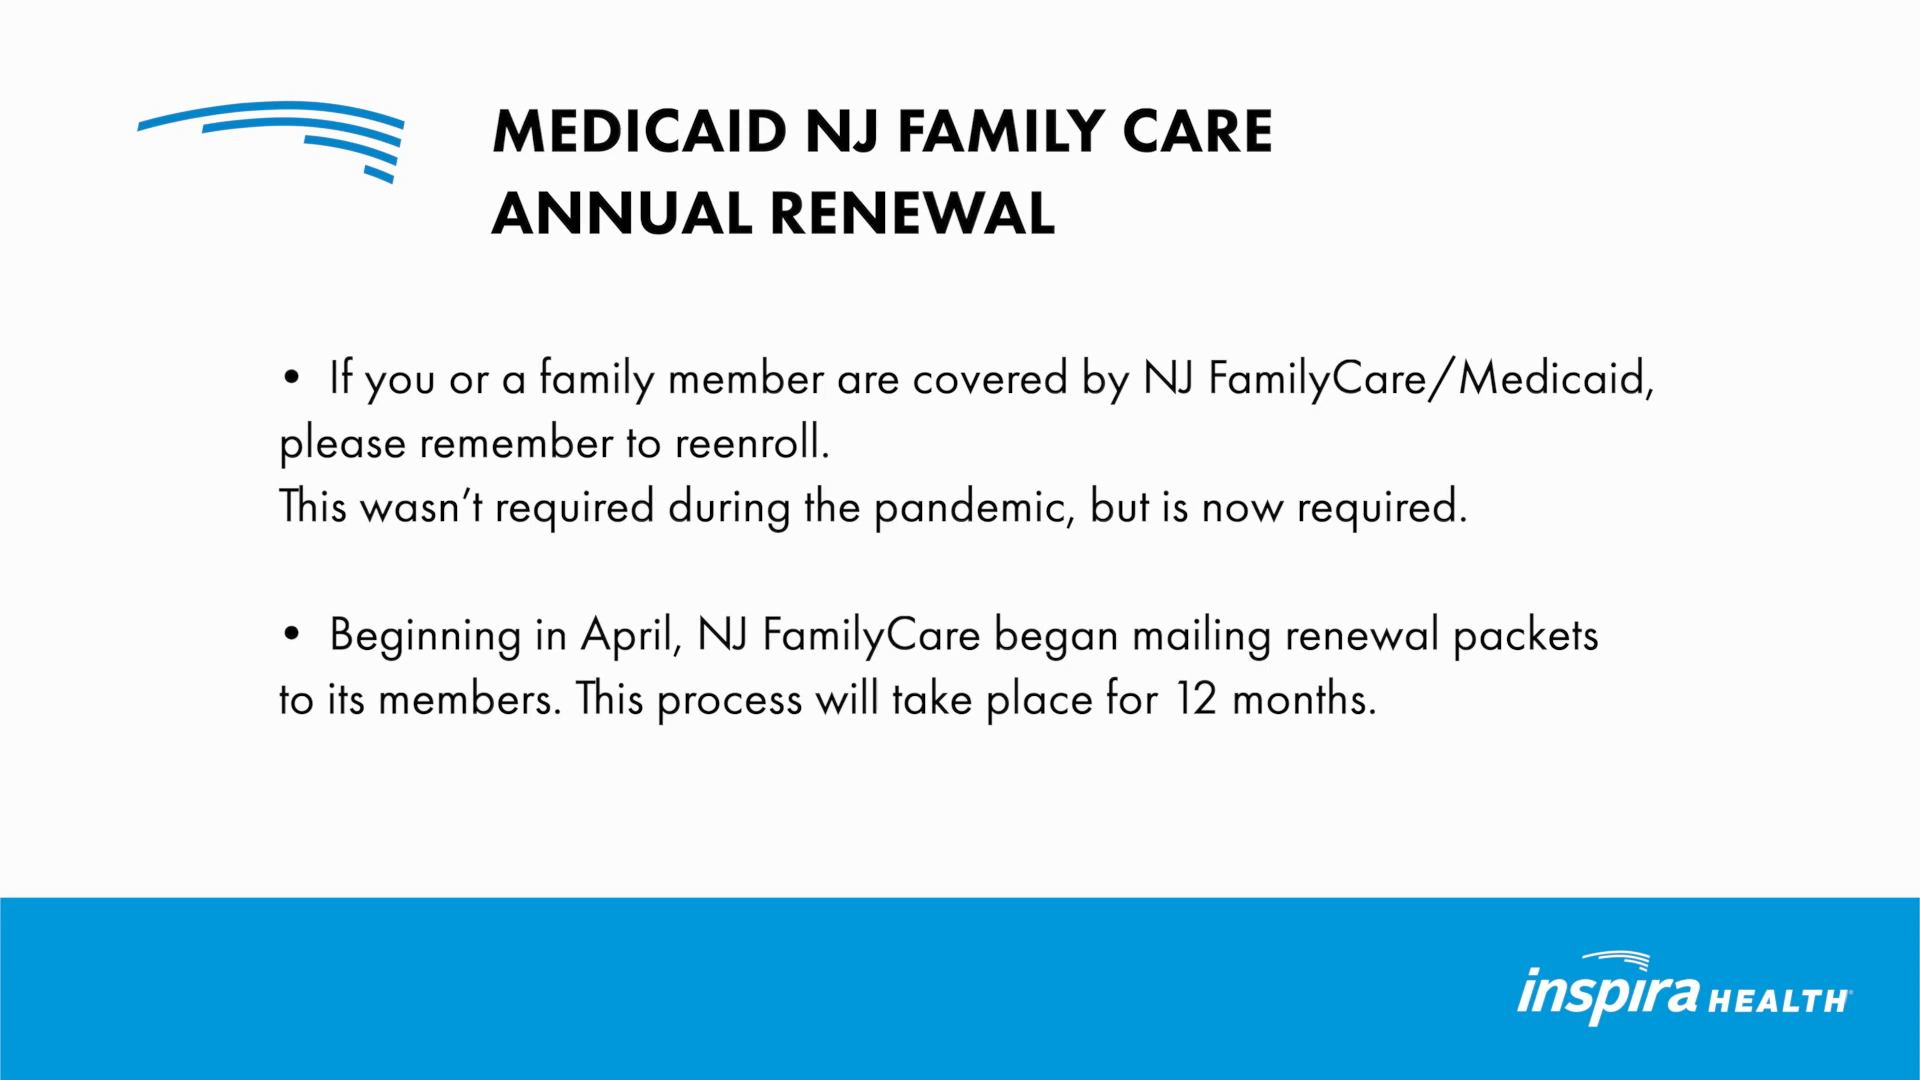 MEDICAID NJ FAMILY CARE
ANNUAL RENEWAL
• If you or a family member are covered by NJ FamilyCare/Medicaid,
please remember to reenroll.
This wasn’t required during the pandemic, but is now required.
• Beginning in April, NJ FamilyCare began mailing renewal packets
to its members. This process will take place for 12 months.
inspira HEALTH